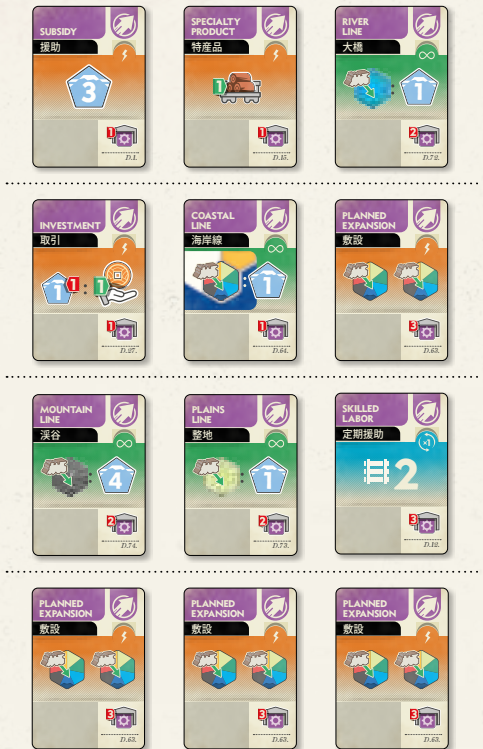 SUBSIDY
援助
3
1
D.1.
SPECIALTY
PRODUCT
特産品
1
1
D.15.
RIVER
LINE
大橋
∞
: 1
2
D.72.
INVESTMENT
取引
1 1 : 1
1
D.27.
COASTAL
LINE
海岸線
∞
: 1
1
D.64.
PLANNED
EXPANSION
敷設
3
D.63.
MOUNTAIN
LINE
渓谷
∞
: 4
2
D.74.
PLAINS
LINE
整地
∞
: 1
2
D.73.
SKILLED
LABOR
定期援助
×1
2
3
D.12.
PLANNED
EXPANSION
敷設
3
D.63.
PLANNED
EXPANSION
敷設
3
D.63.
PLANNED
EXPANSION
敷設
3
D.63.